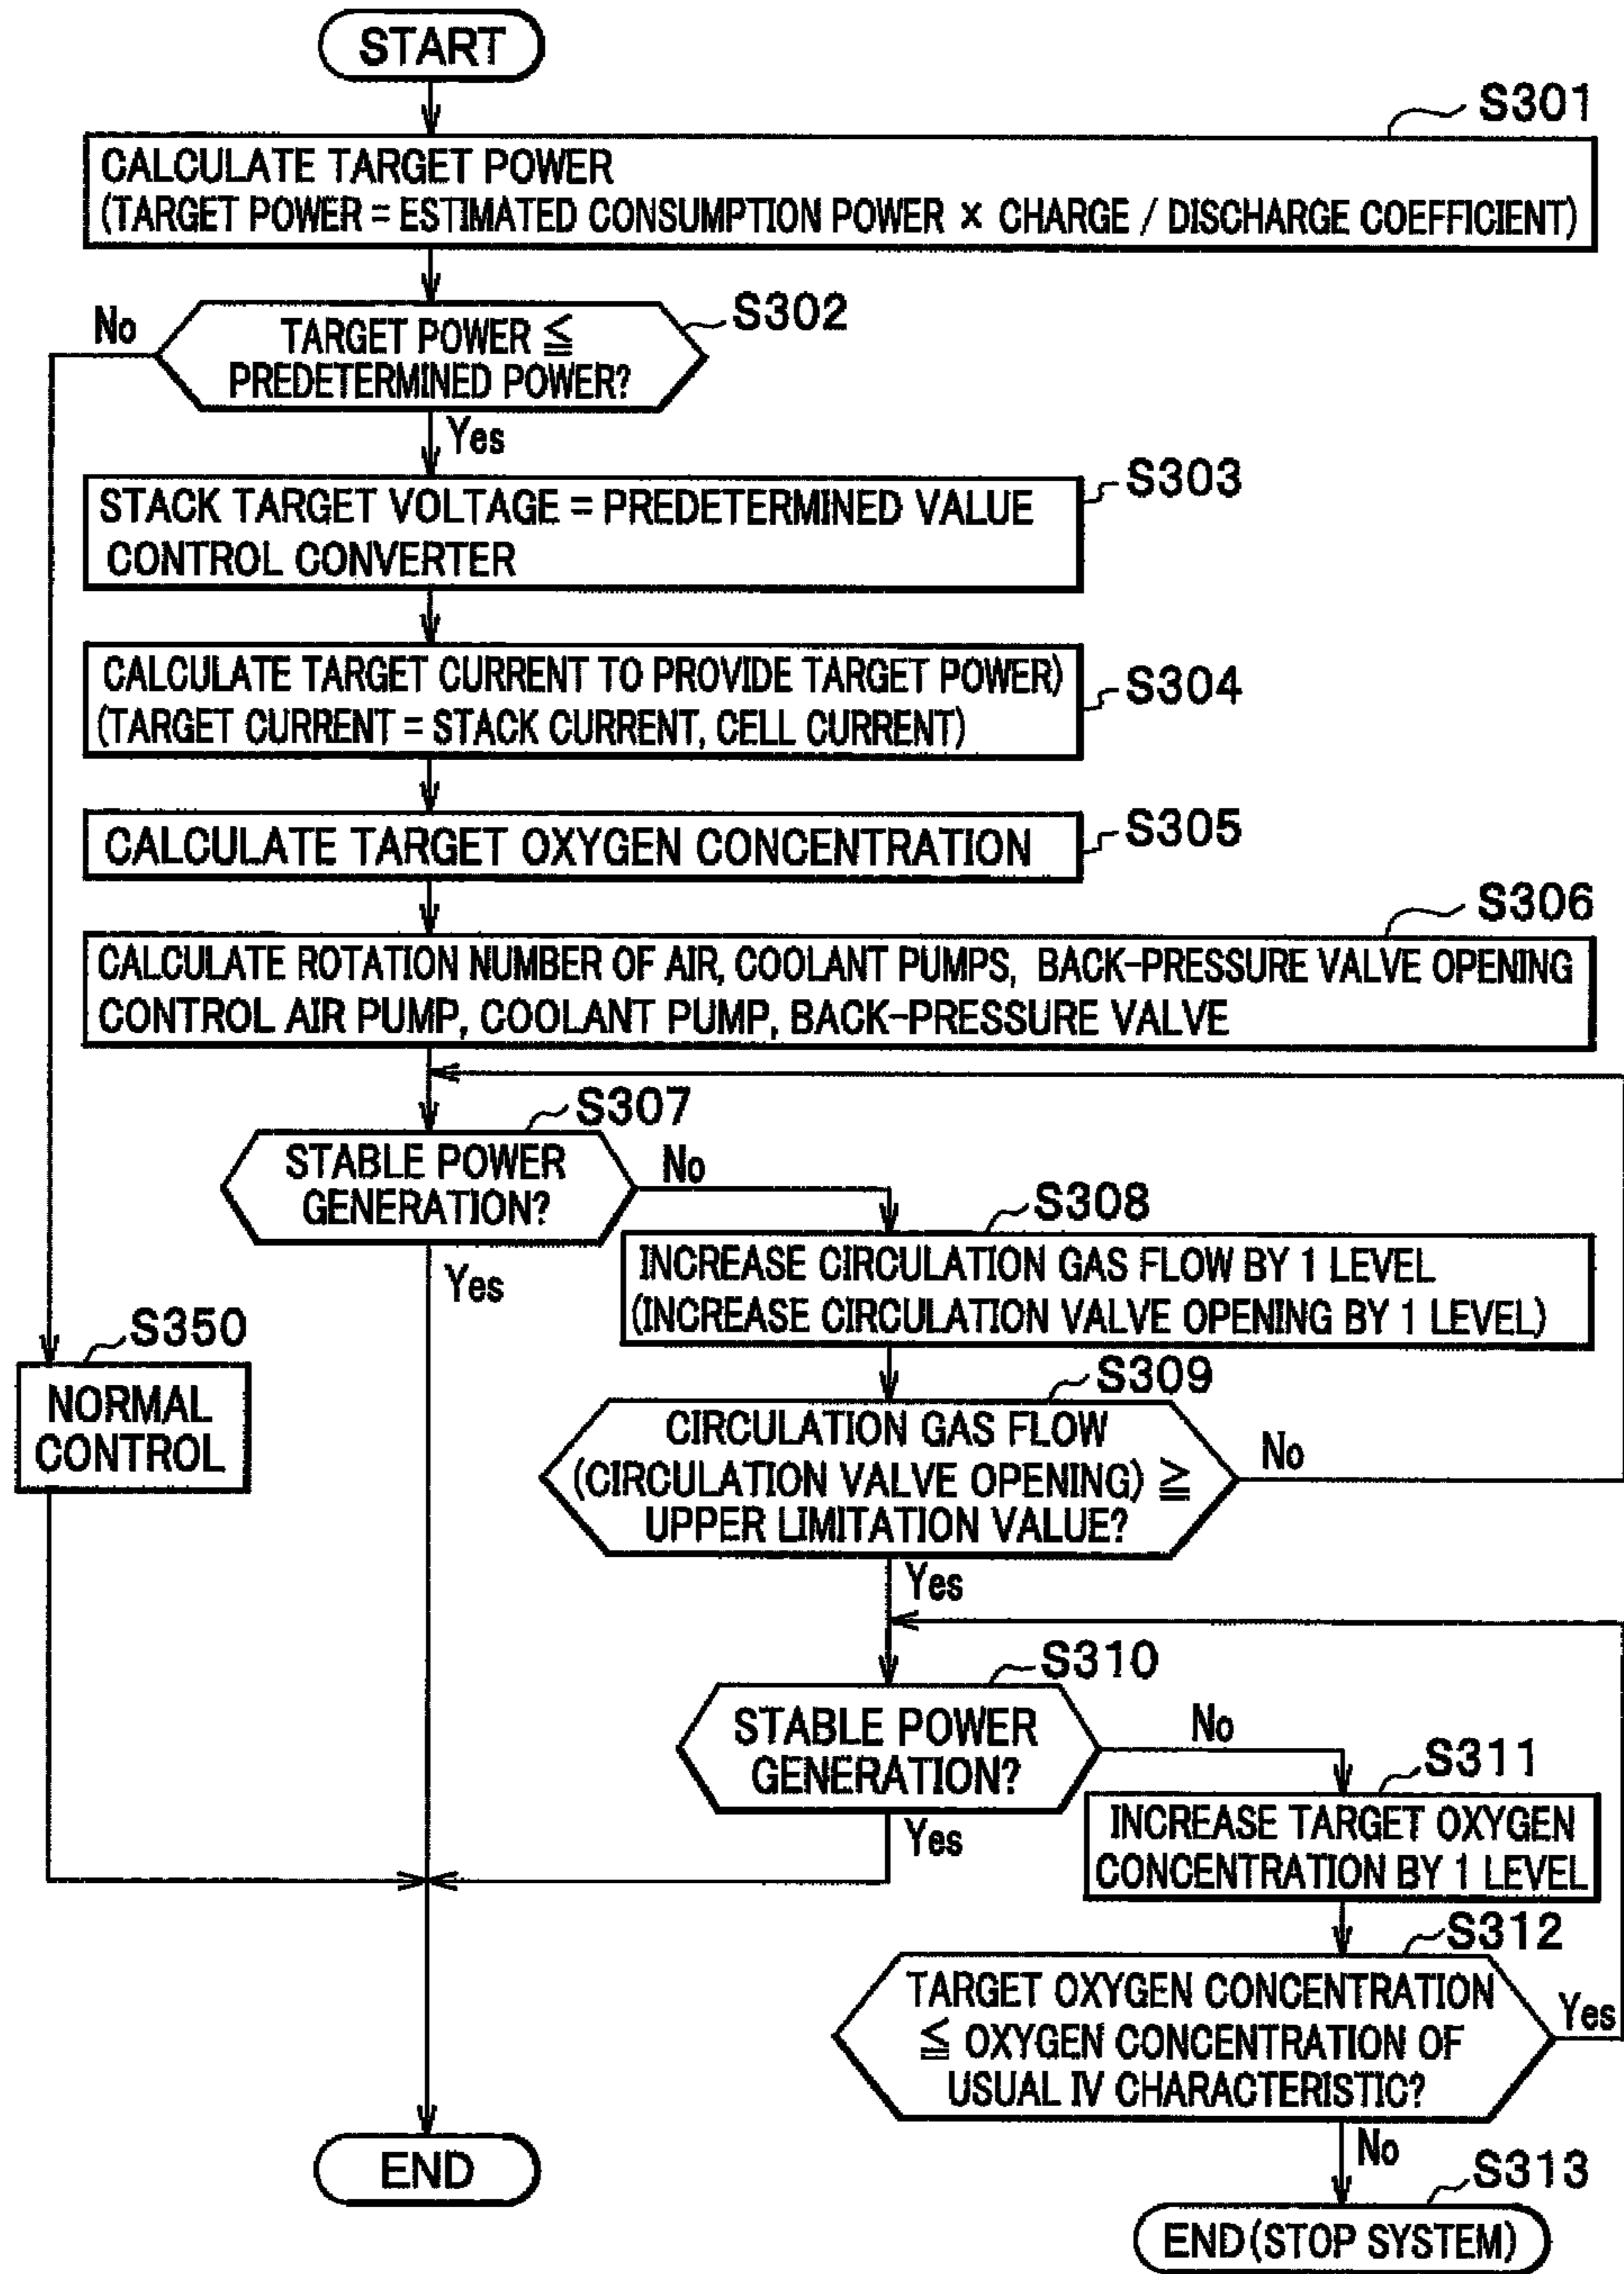 START
S301
CALCULATE TARGET POWER
(TARGET POWER = ESTIMATED CONSUMPTION POWER × CHARGE / DISCHARGE COEFFICIENT)
No
S302
TARGET POWER ≦
PREDETERMINED POWER?
Yes
S303
STACK TARGET VOLTAGE = PREDETERMINED VALUE
CONTROL CONVERTER
S304
CALCULATE TARGET CURRENT TO PROVIDE TARGET POWER)
(TARGET CURRENT = STACK CURRENT, CELL CURRENT)
S305
CALCULATE TARGET OXYGEN CONCENTRATION
S306
CALCULATE ROTATION NUMBER OF AIR, COOLANT PUMPS, BACK-PRESSURE VALVE OPENING
CONTROL AIR PUMP, COOLANT PUMP, BACK-PRESSURE VALVE
S307
STABLE POWER
GENERATION?
No
Yes
S308
INCREASE CIRCULATION GAS FLOW BY 1 LEVEL
(INCREASE CIRCULATION VALVE OPENING BY 1 LEVEL)
S350
NORMAL
CONTROL
S309
CIRCULATION GAS FLOW
(CIRCULATION VALVE OPENING) ≧
UPPER LIMITATION VALUE?
No
Yes
S310
STABLE POWER
GENERATION?
No
Yes
S311
INCREASE TARGET OXYGEN
CONCENTRATION BY 1 LEVEL
S312
TARGET OXYGEN CONCENTRATION
≦ OXYGEN CONCENTRATION OF
USUAL IV CHARACTERISTIC?
Yes
No
END
S313
END(STOP SYSTEM)